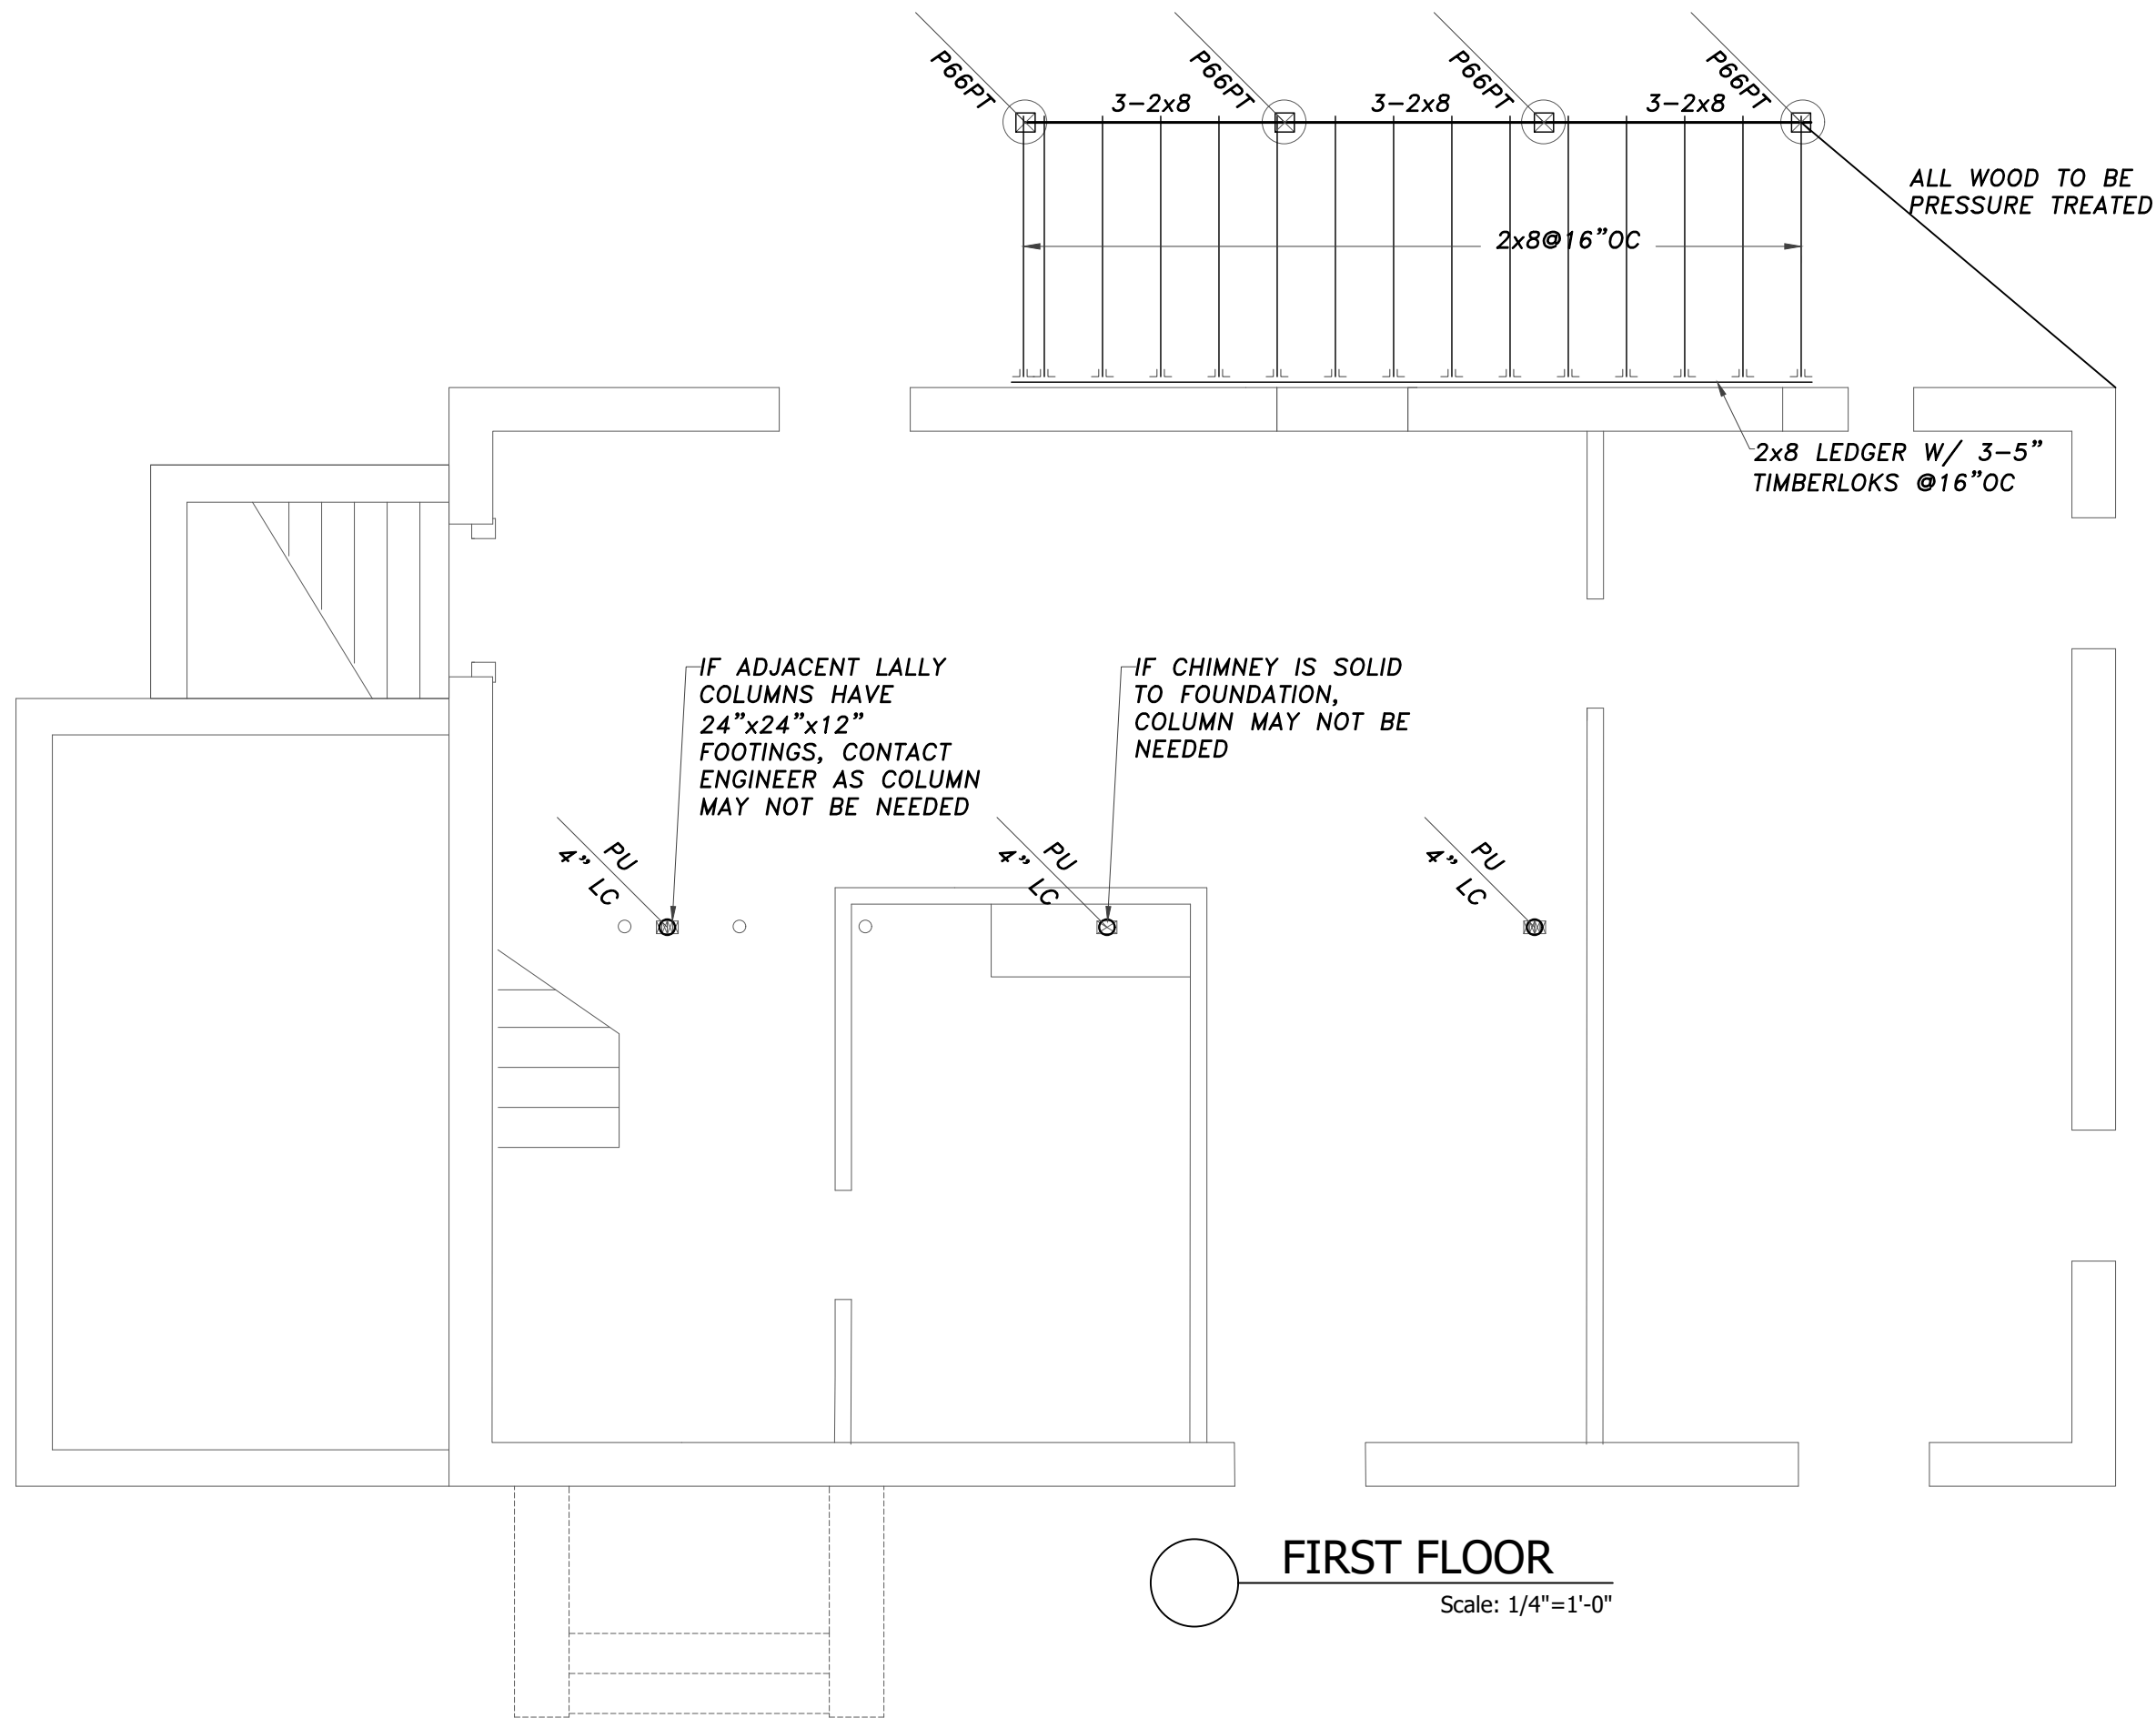 P66PT
P66PT
P66PT
P66PT
3-2x8
3-2x8
3-2x8
ALL WOOD TO BE
PRESSURE TREATED
2x8@16"OC
2x8 LEDGER W/ 3-5"
TIMBERLOKS @16"OC
IF ADJACENT LALLY
COLUMNS HAVE
24"x24"x12"
FOOTINGS, CONTACT
ENGINEER AS COLUMN
MAY NOT BE NEEDED
IF CHIMNEY IS SOLID
TO FOUNDATION,
COLUMN MAY NOT BE
NEEDED
PU
4" LC
PU
4" LC
PU
4" LC
FIRST FLOOR
Scale: 1/4"=1'-0"